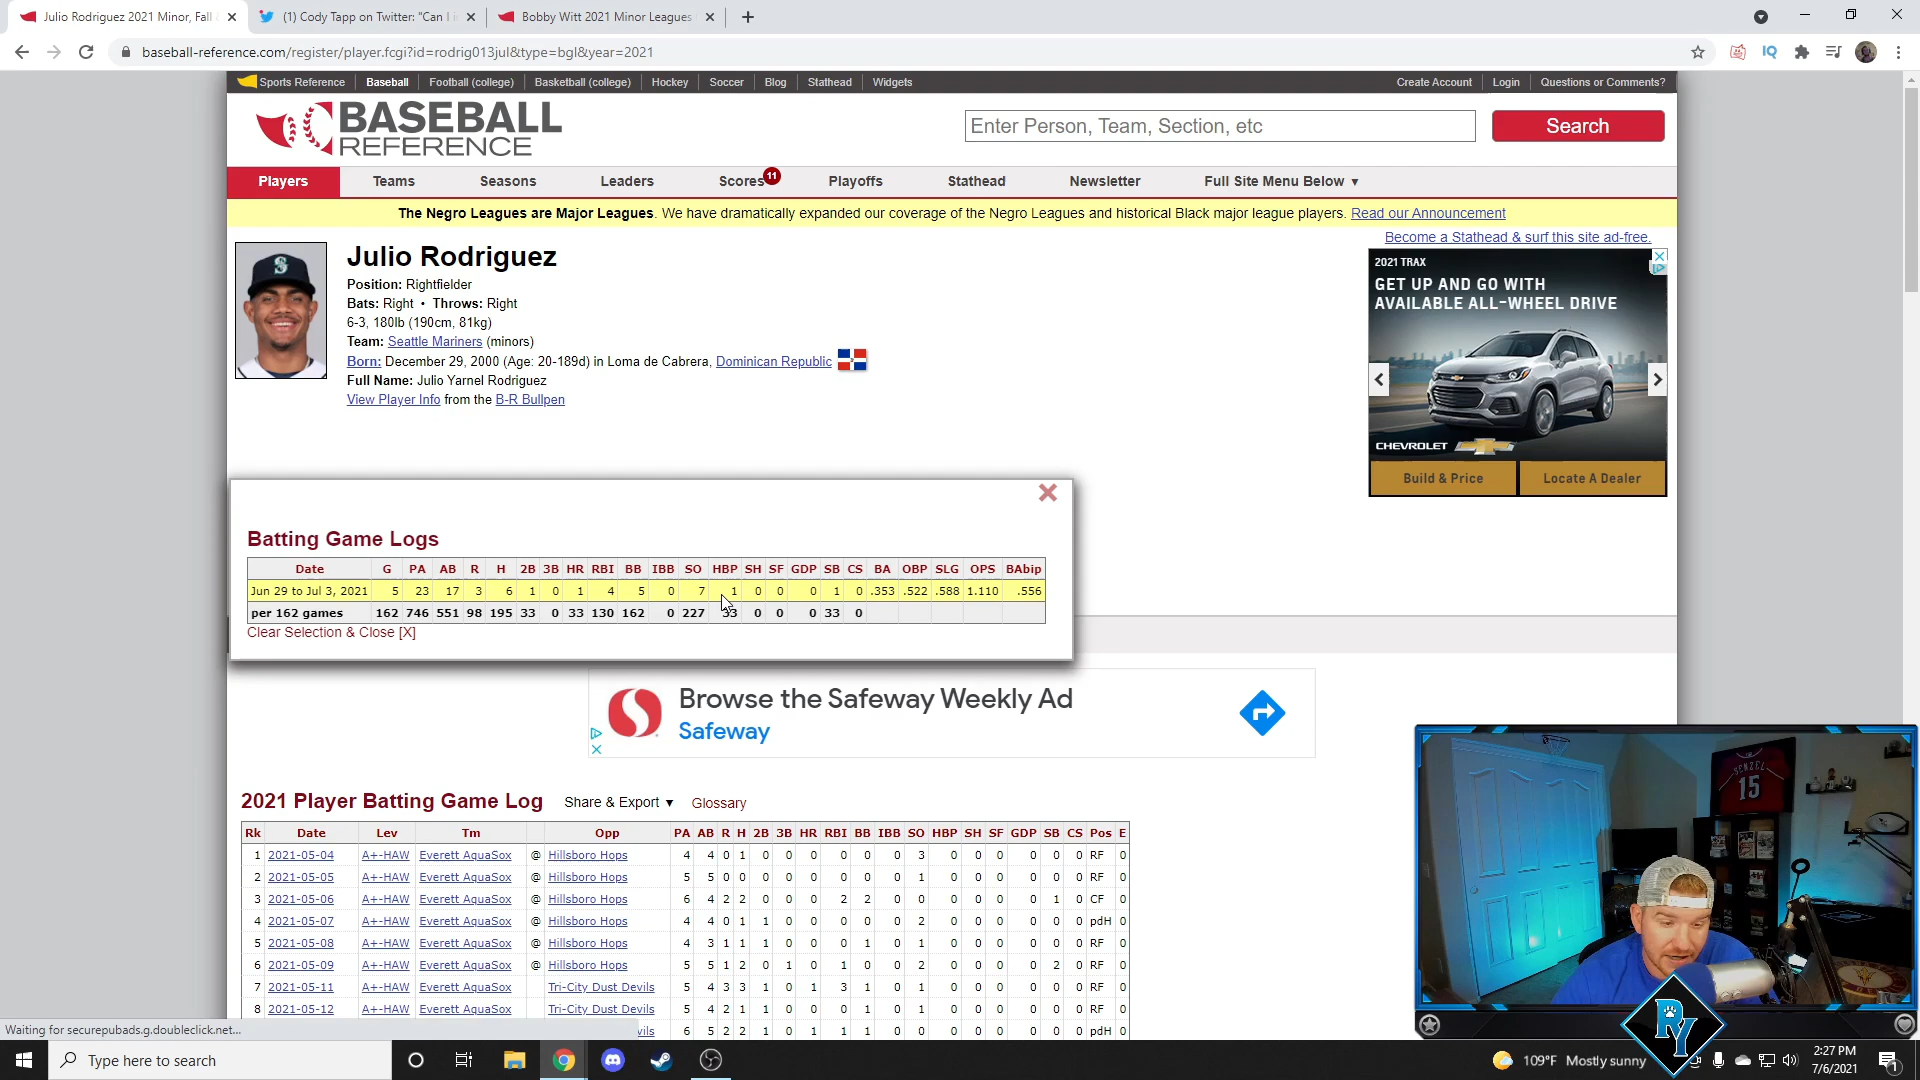 Julio Rodriguez 2021 Minor, Fall
(1) Cody Tapp on Twitter: "Can I i
Bobby Witt 2021 Minor Leagues
baseball-reference.com/register/player.fcgi?id=rodrig013jul&type=bgl&year=2021
Sports Reference Baseball Football (college) Basketball (college) Hockey Soccer Blog Stathead Widgets Create Account Login Questions or Comments?
BASEBALL
REFERENCE
Enter Person, Team, Section, etc Search
Players Teams Seasons Leaders Scores 11 Playoffs Stathead Newsletter Full Site Menu Below ▼
The Negro Leagues are Major Leagues. We have dramatically expanded our coverage of the Negro Leagues and historical Black major league players. Read our Announcement
Become a Stathead & surf this site ad-free.
Julio Rodriguez
Position: Rightfielder
Bats: Right • Throws: Right
6-3, 180lb (190cm, 81kg)
Team: Seattle Mariners (minors)
Born: December 29, 2000 (Age: 20-189d) in Loma de Cabrera, Dominican Republic
Full Name: Julio Yarnel Rodriguez
View Player Info from the B-R Bullpen
2021 TRAX
GET UP AND GO WITH
AVAILABLE ALL-WHEEL DRIVE
CHEVROLET
Build & Price Locate A Dealer
Batting Game Logs
Date G PA AB R H 2B 3B HR RBI BB IBB SO HBP SH SF GDP SB CS BA OBP SLG OPS BAbip
Jun 29 to Jul 3, 2021 5 23 17 3 6 1 0 1 4 5 0 7 1 0 0 0 1 0 .353 .522 .588 1.110 .556
per 162 games 162 746 551 98 195 33 0 33 130 162 0 227 33 0 0 0 33 0
Clear Selection & Close [X]
Browse the Safeway Weekly Ad
Safeway
2021 Player Batting Game Log Share & Export ▼ Glossary
Rk Date Lev Tm Opp PA AB R H 2B 3B HR RBI BB IBB SO HBP SH SF GDP SB CS Pos E
1 2021-05-04 A+-HAW Everett AquaSox @ Hillsboro Hops 4 4 0 1 0 0 0 0 0 0 3 0 0 0 0 0 0 RF 0
2 2021-05-05 A+-HAW Everett AquaSox @ Hillsboro Hops 5 5 0 0 0 0 0 0 0 0 1 0 0 0 0 0 0 RF 0
3 2021-05-06 A+-HAW Everett AquaSox @ Hillsboro Hops 6 4 2 2 0 0 0 2 2 0 0 0 0 0 0 1 0 CF 0
4 2021-05-07 A+-HAW Everett AquaSox @ Hillsboro Hops 4 4 0 1 1 0 0 0 0 0 2 0 0 0 0 0 0 pdH 0
5 2021-05-08 A+-HAW Everett AquaSox @ Hillsboro Hops 4 3 1 1 1 0 0 0 1 0 1 0 0 0 0 0 0 RF 0
6 2021-05-09 A+-HAW Everett AquaSox @ Hillsboro Hops 5 5 1 2 0 1 0 1 0 0 2 0 0 0 0 2 0 RF 0
7 2021-05-11 A+-HAW Everett AquaSox Tri-City Dust Devils 5 4 3 3 1 0 1 3 1 0 1 0 0 0 0 0 0 RF 0
8 2021-05-12 A+-HAW Everett AquaSox Tri-City Dust Devils 5 4 2 1 1 0 0 0 1 0 1 0 0 0 0 0 0 RF 0
vils 6 5 2 2 1 0 1 1 1 0 0 0 0 0 0 0 0 pdH 0
Waiting for securepubads.g.doubleclick.net...
SENZEL
15
RY
Type here to search
109°F Mostly sunny
2:27 PM
7/6/2021
1